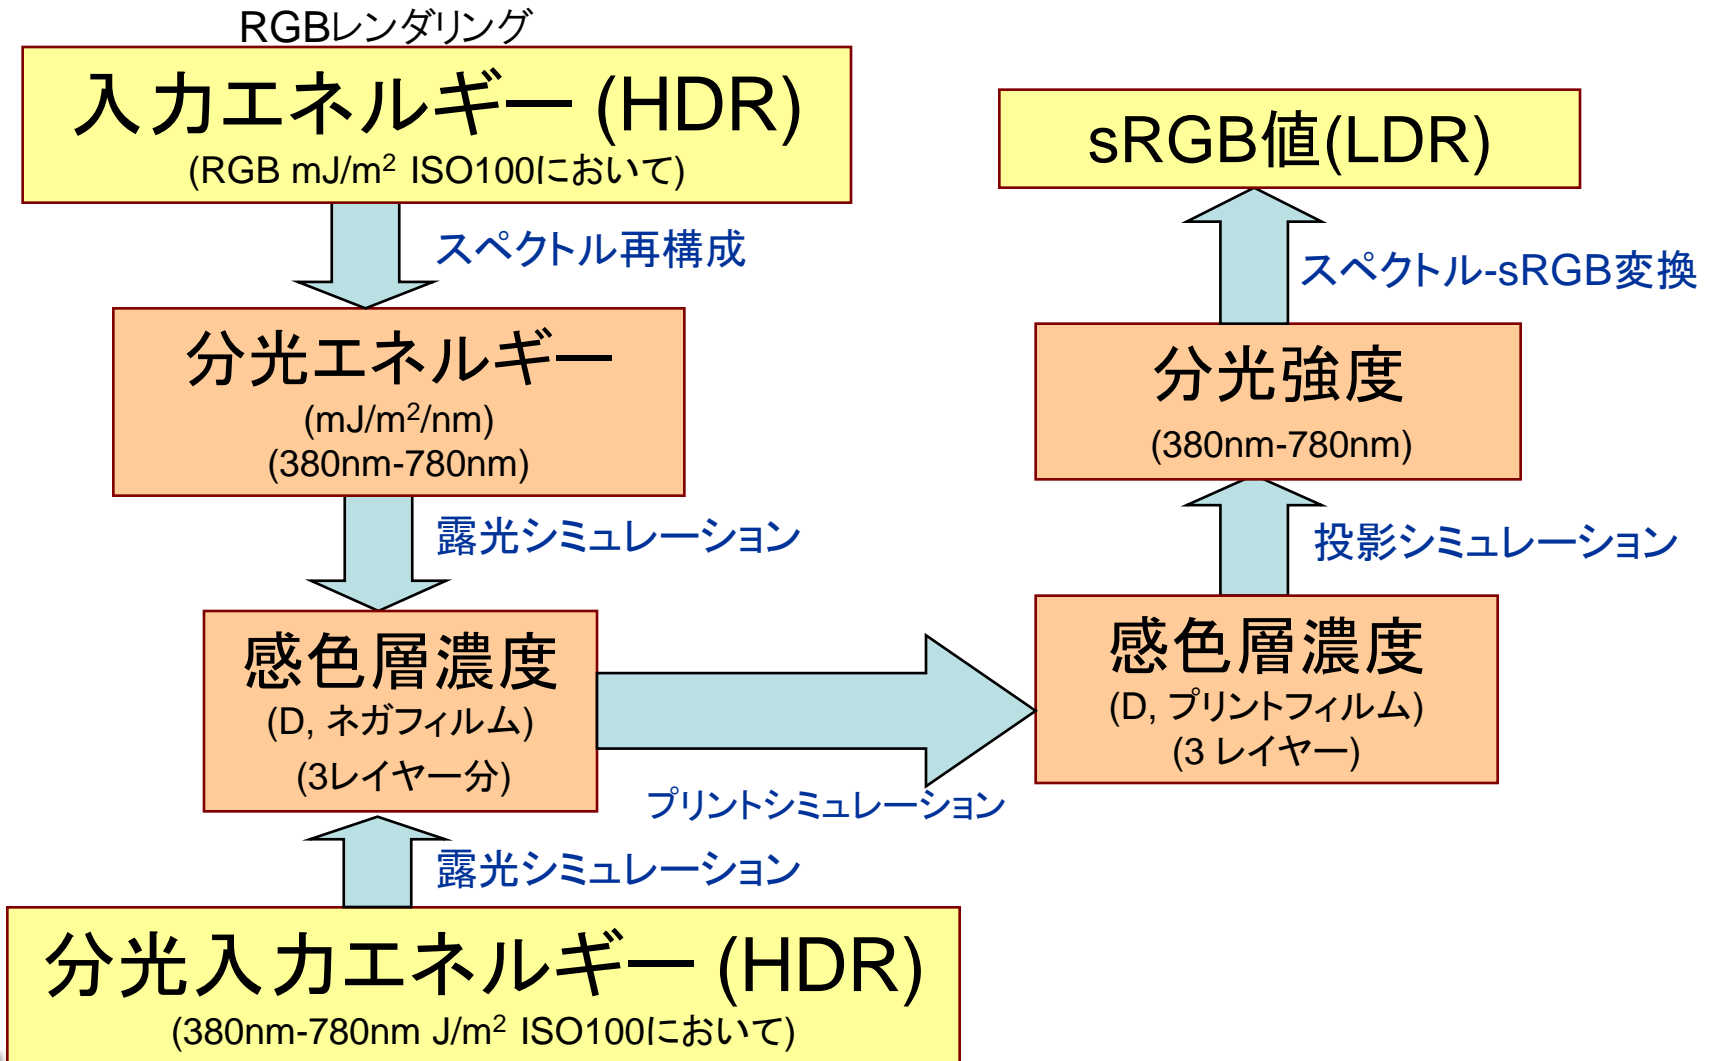 RGBレンダリング
入力エネルギー (HDR)
(RGB mJ/m² ISO100において)
スペクトル再構成
分光エネルギー
(mJ/m²/nm)
(380nm-780nm)
露光シミュレーション
感色層濃度
(D, ネガフィルム)
(3レイヤー分)
露光シミュレーション
分光入力エネルギー (HDR)
(380nm-780nm J/m² ISO100において)
プリントシミュレーション
感色層濃度
(D, プリントフィルム)
(3 レイヤー)
投影シミュレーション
分光強度
(380nm-780nm)
スペクトル-sRGB変換
sRGB値(LDR)